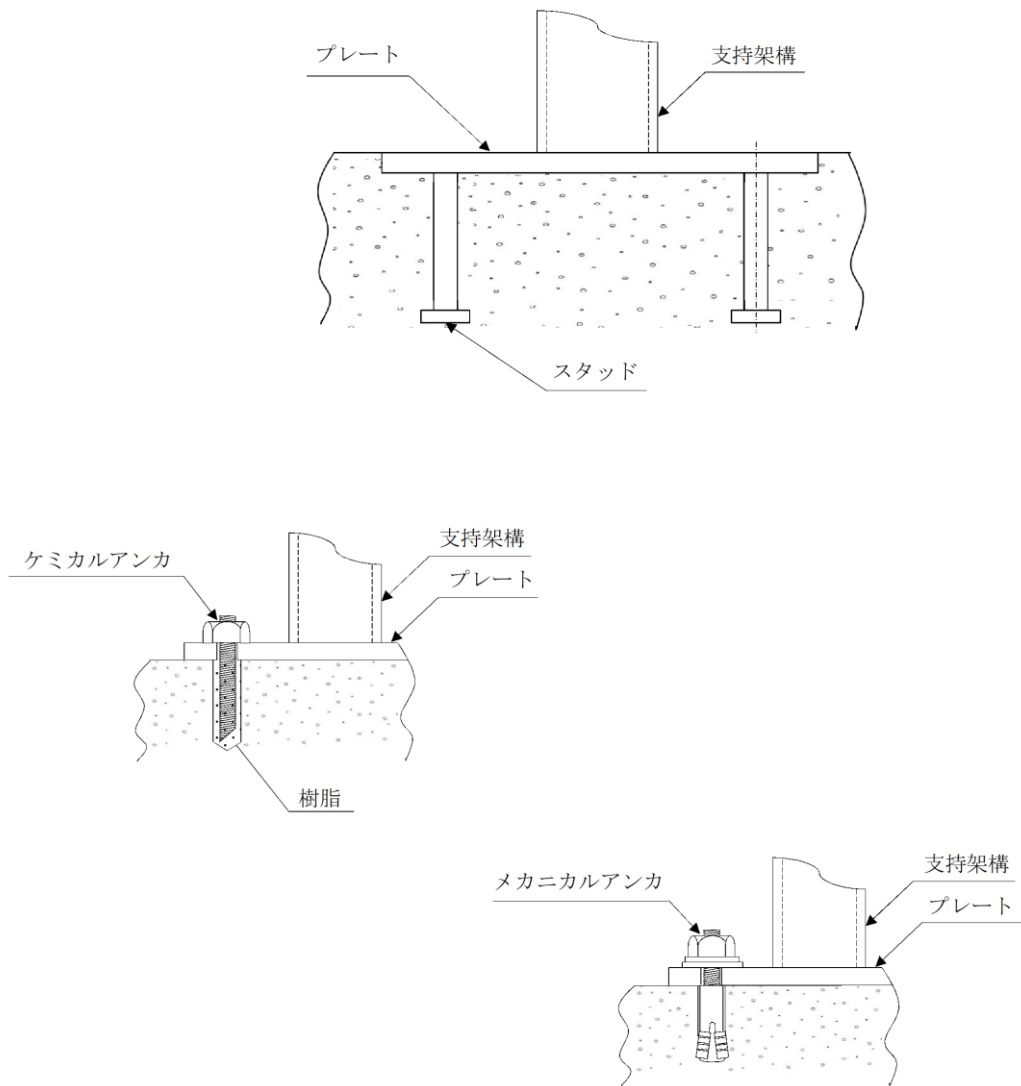 プレート
支持架構
スタッド
ケミカルアンカ
支持架構
プレート
樹脂
メカニカルアンカ
支持架構
プレート